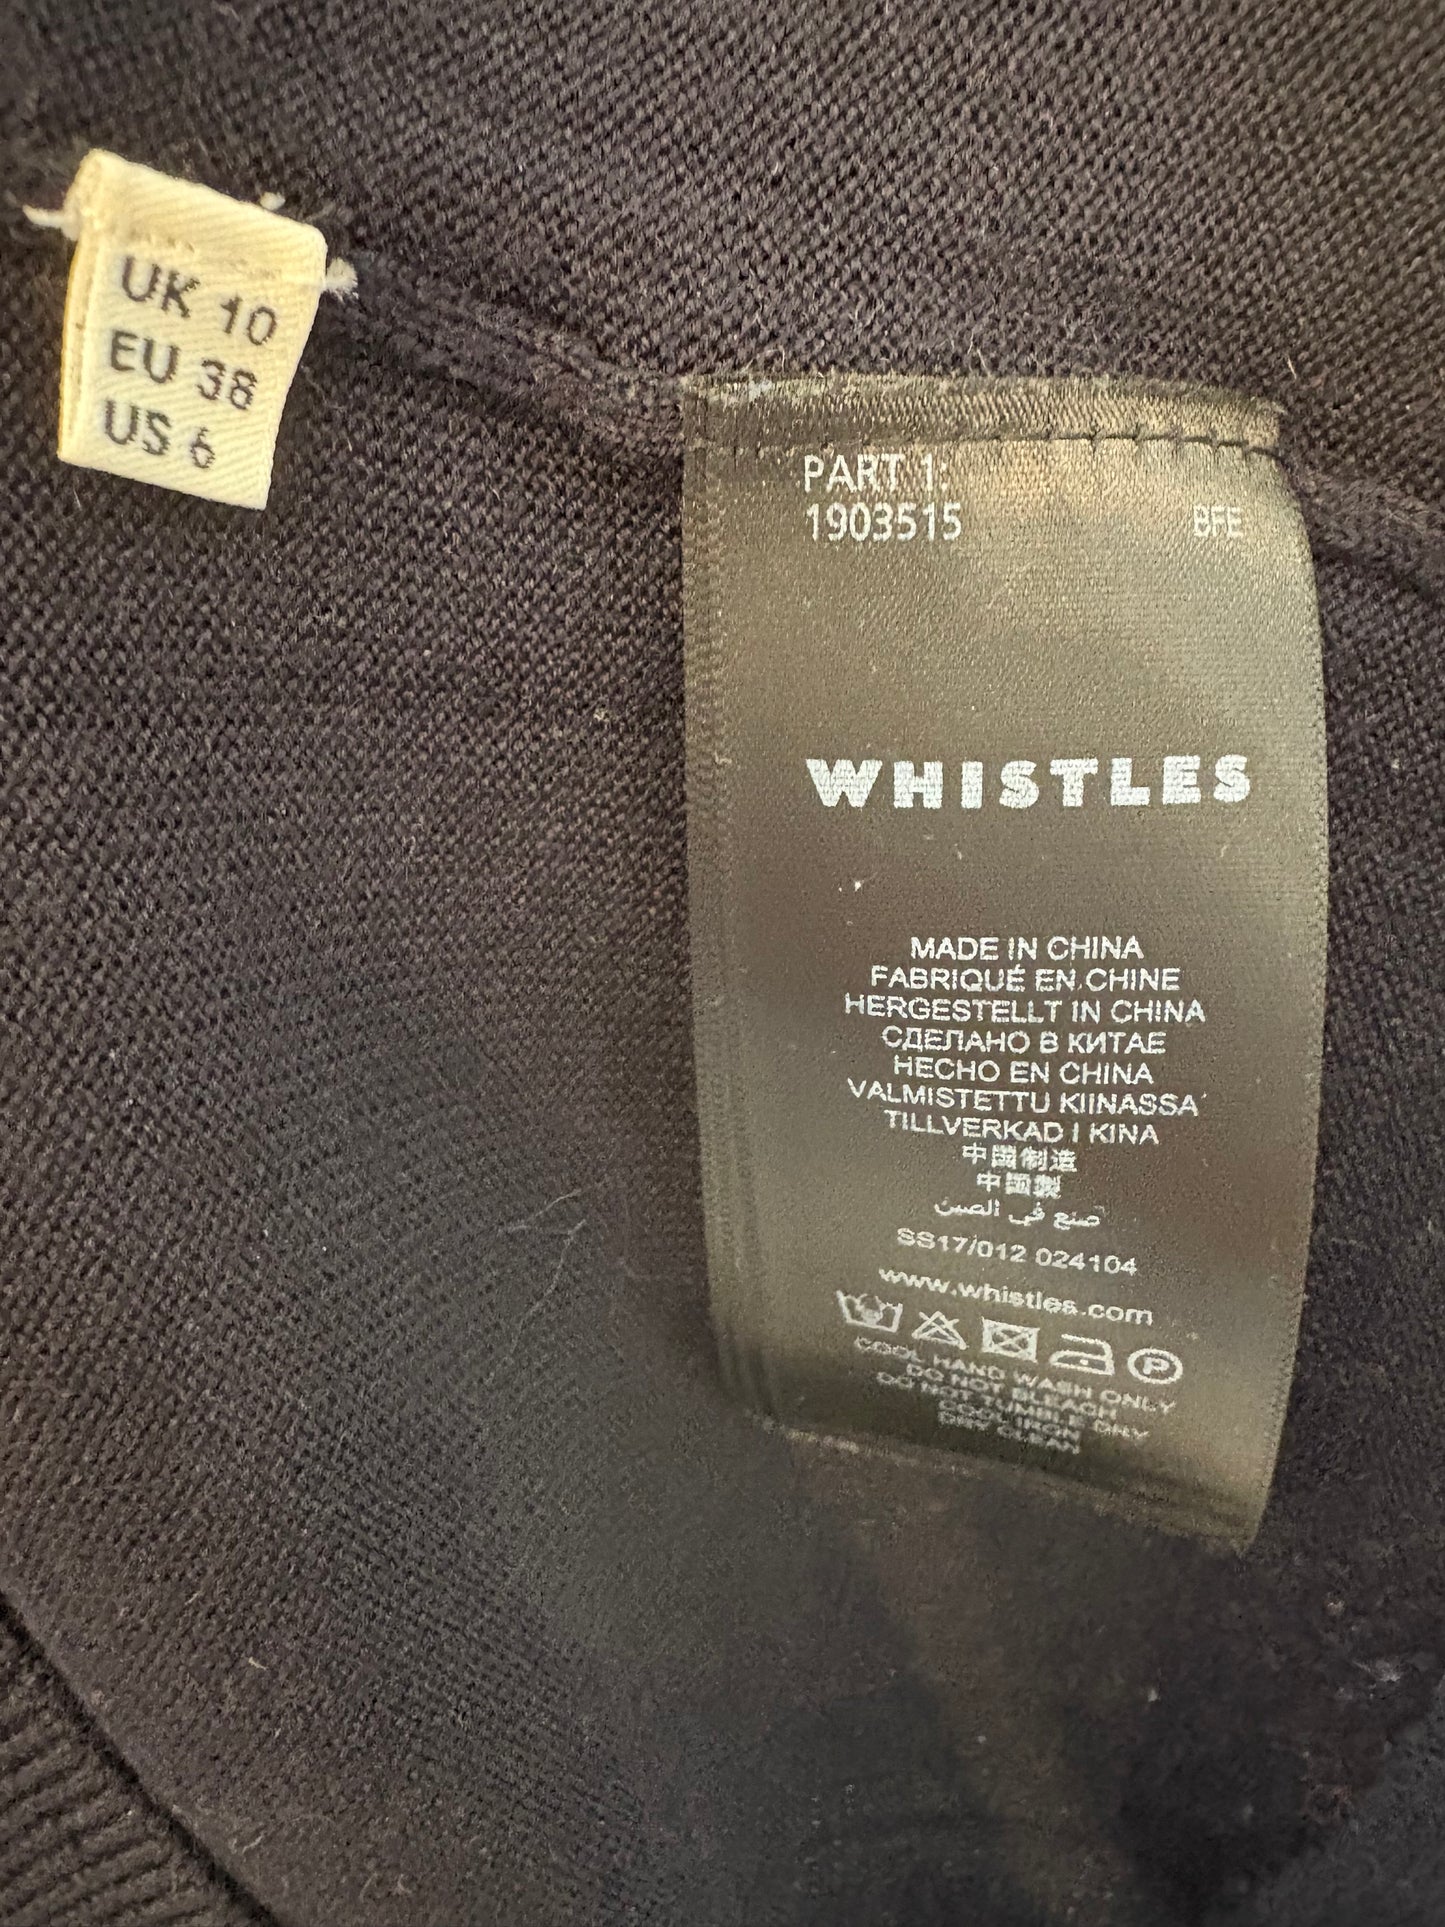 UK 10
EU 38
US 6
PART 1:
1903515 BFE
WHISTLES
MADE IN CHINA
FABRIQUÉ EN CHINE
HERGESTELLT IN CHINA
СДЕЛАНО В КИТАЕ
HECHO EN CHINA
VALMISTETTU KIINASSA
TILLVERKAD I KINA
中国制造
中國製
صنع في الصين
SS17/012 024104
www.whistles.com
P
COOL HAND WASH ONLY
DO NOT BLEACH
DO NOT TUMBLE DRY
COOL IRON
DRY CLEAN